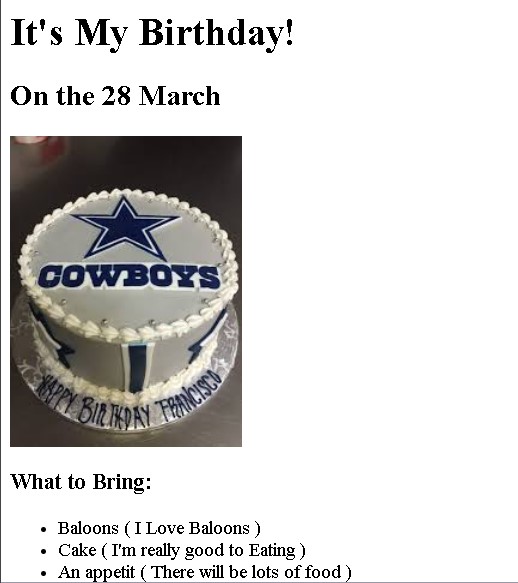 It's My Birthday!
On the 28 March
COWBOYS
HAPPY BIRTHDAY FRANCISCO
What to Bring:
Baloons ( I Love Baloons )
Cake ( I'm really good to Eating )
An appetit ( There will be lots of food )